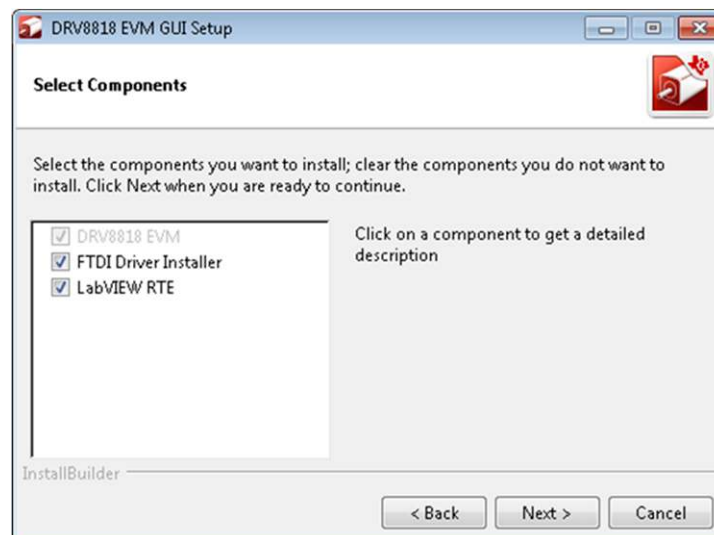 DRV8818 EVM GUI Setup
Select Components
Select the components you want to install; clear the components you do not want to
install. Click Next when you are ready to continue.
DRV8818 EVM
FTDI Driver Installer
LabVIEW RTE
Click on a component to get a detailed
description
InstallBuilder
< Back
Next >
Cancel